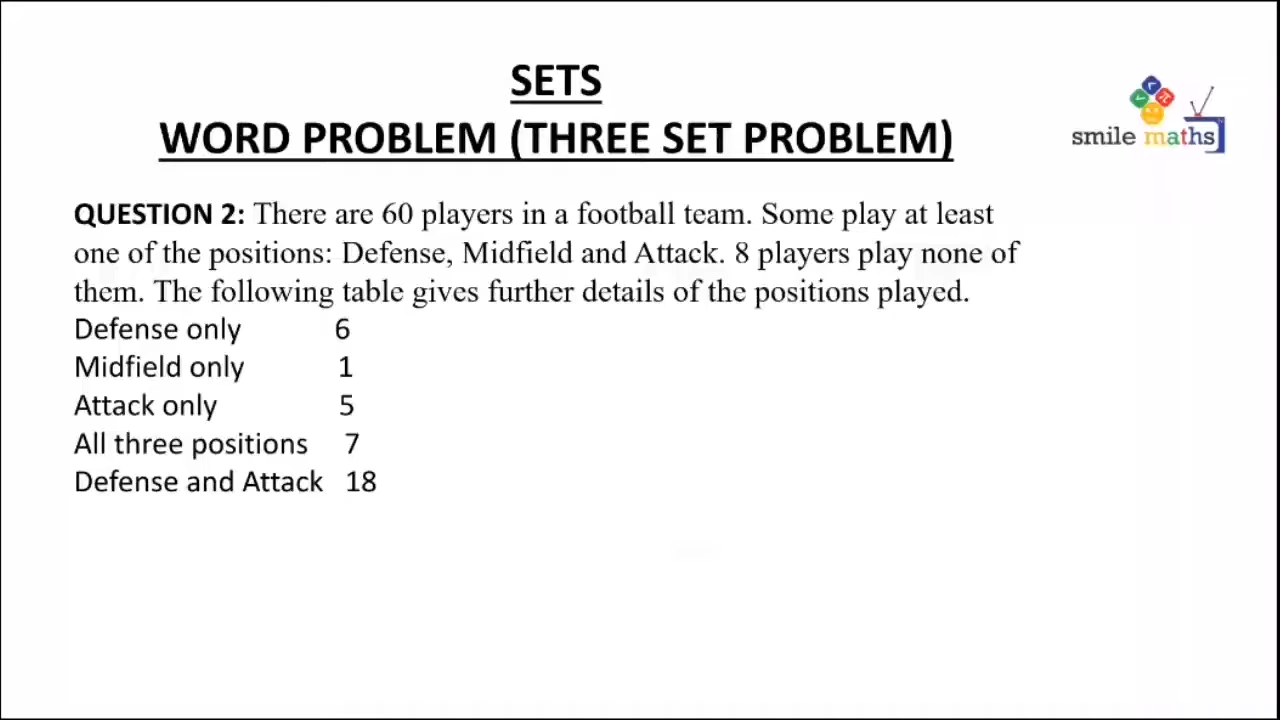 SETS
WORD PROBLEM (THREE SET PROBLEM)
smile maths
QUESTION 2: There are 60 players in a football team. Some play at least
one of the positions: Defense, Midfield and Attack. 8 players play none of
them. The following table gives further details of the positions played.
Defense only 6
Midfield only 1
Attack only 5
All three positions 7
Defense and Attack 18